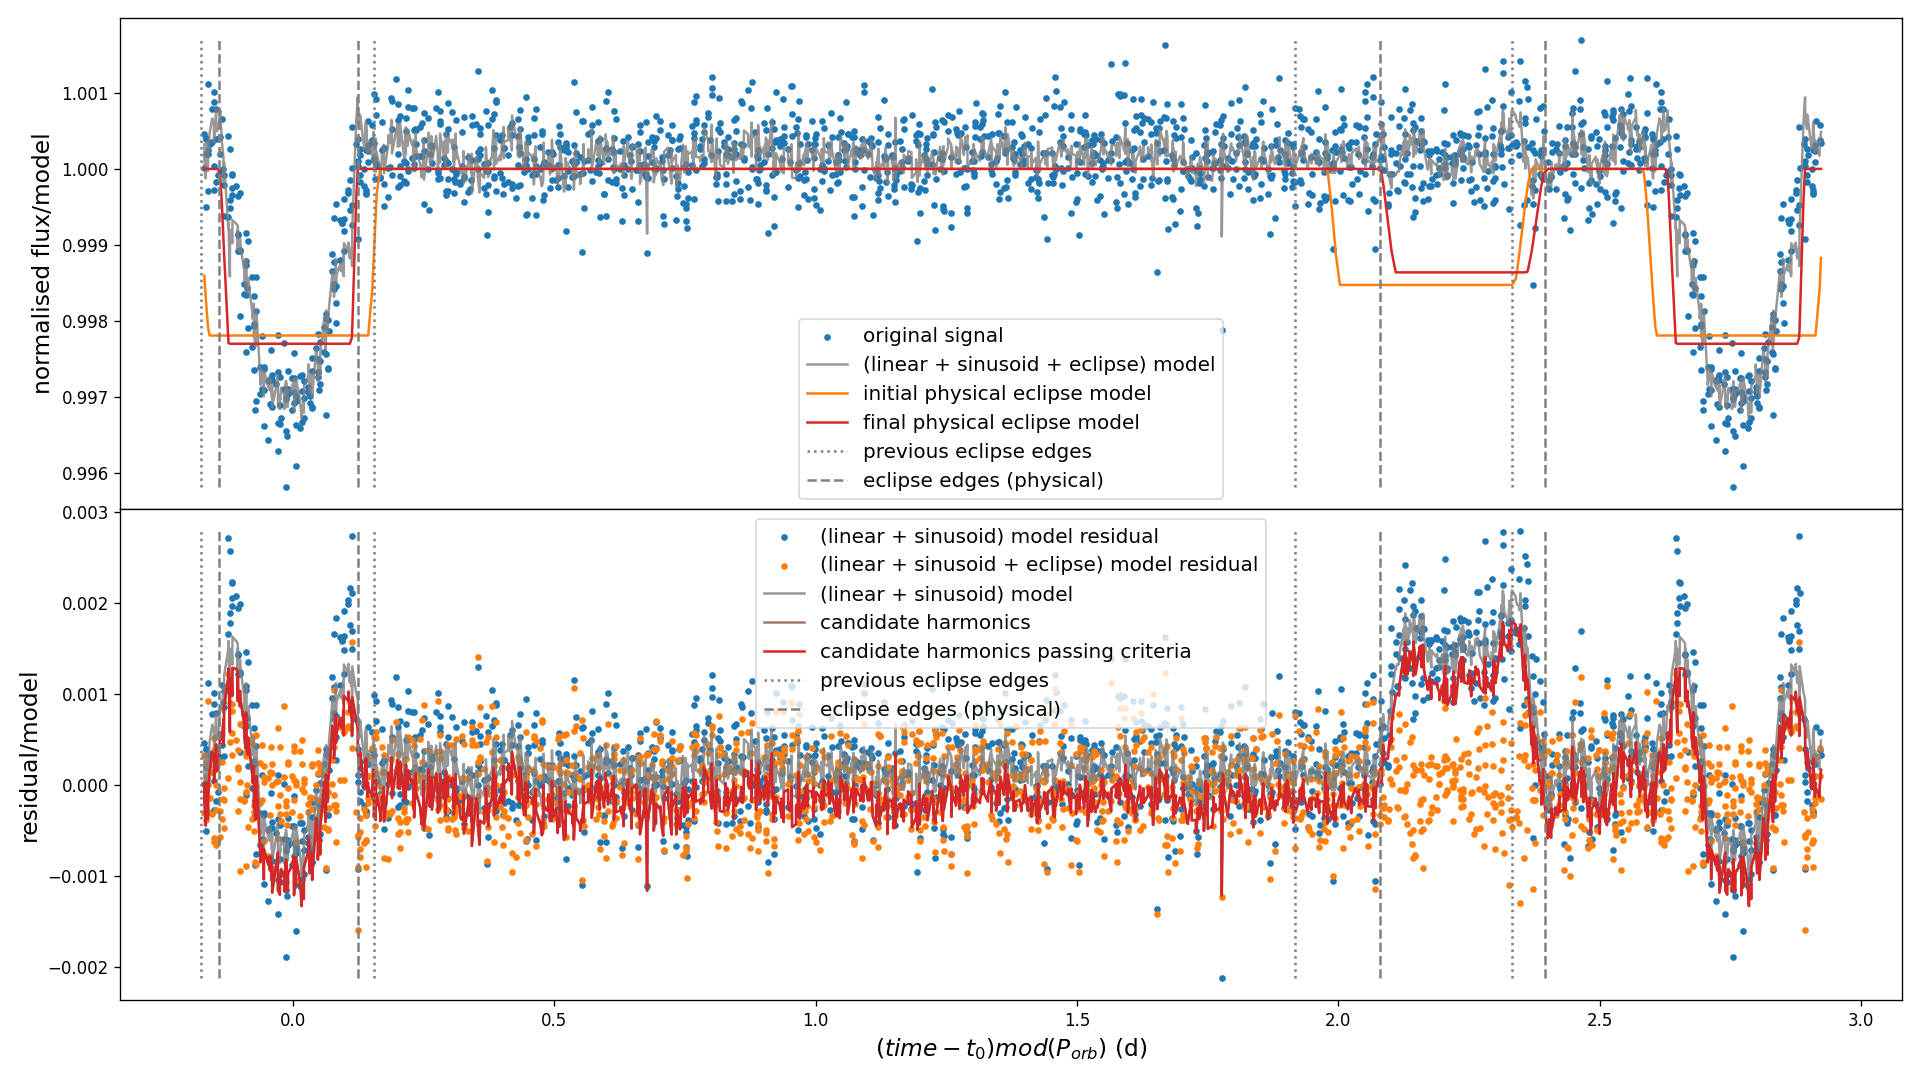 normalised flux/model
1.001
1.000
0.999
0.998
0.997
0.996
original signal
(linear + sinusoid + eclipse) model
initial physical eclipse model
final physical eclipse model
previous eclipse edges
eclipse edges (physical)
residual/model
0.003
0.002
0.001
0.000
−0.001
−0.002
(linear + sinusoid) model residual
(linear + sinusoid + eclipse) model residual
(linear + sinusoid) model
candidate harmonics
candidate harmonics passing criteria
previous eclipse edges
eclipse edges (physical)
0.0 0.5 1.0 1.5 2.0 2.5 3.0
(time − t₀)mod(P_{orb}) (d)